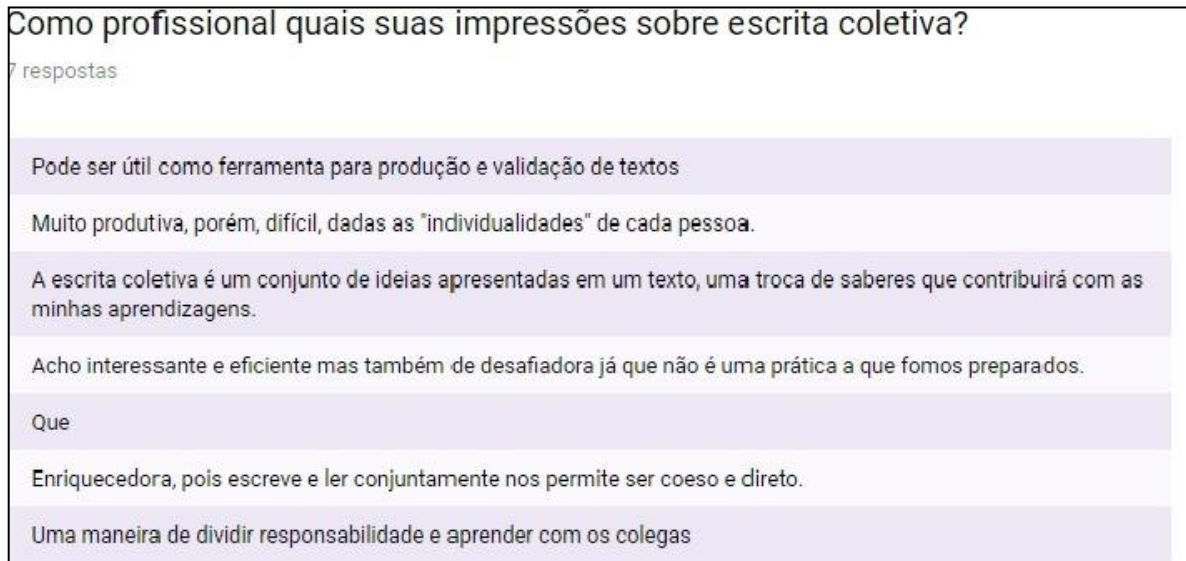 Como profissional quais suas impressões sobre escrita coletiva?
7 respostas
Pode ser útil como ferramenta para produção e validação de textos
Muito produtiva, porém, difícil, dadas as "individualidades" de cada pessoa.
A escrita coletiva é um conjunto de ideias apresentadas em um texto, uma troca de saberes que contribuirá com as
minhas aprendizagens.
Acho interessante e eficiente mas também de desafiadora já que não é uma prática a que fomos preparados.
Que
Enriquecedora, pois escreve e ler conjuntamente nos permite ser coeso e direto.
Uma maneira de dividir responsabilidade e aprender com os colegas